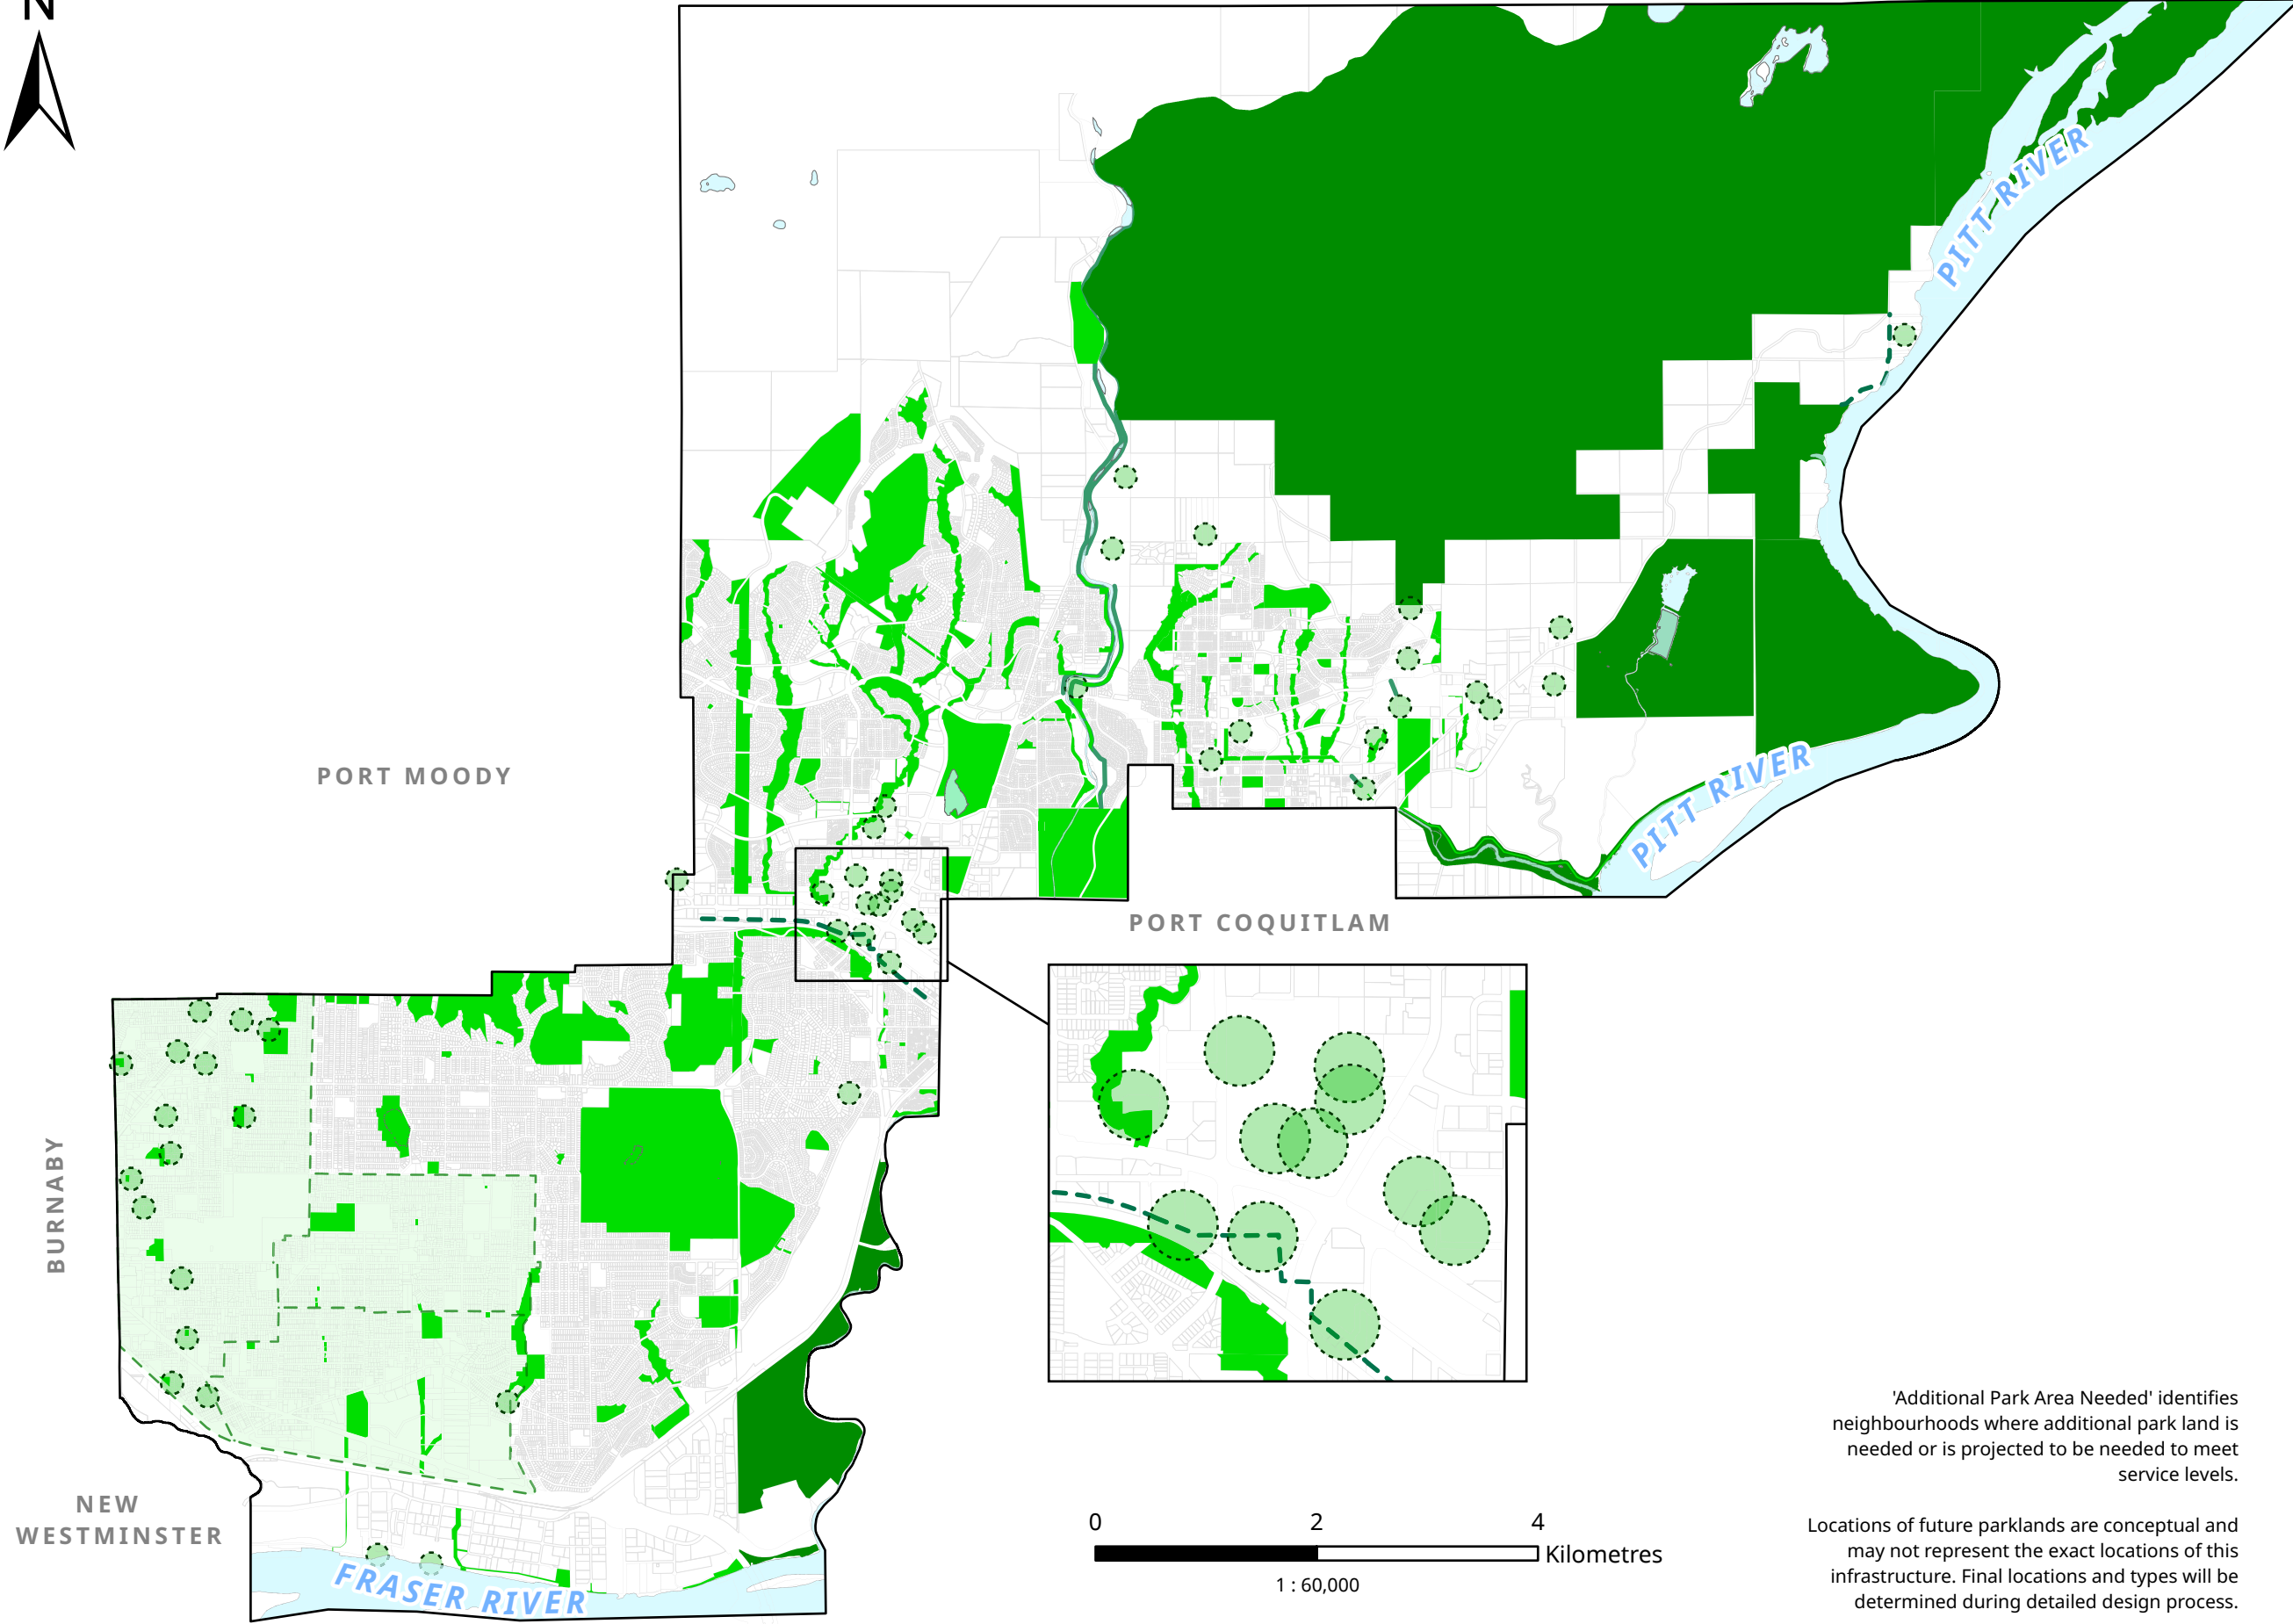 N
PITT RIVER
PORT MOODY
PITT RIVER
PORT COQUITLAM
BURNABY
'Additional Park Area Needed' identifies
neighbourhoods where additional park land is
needed or is projected to be needed to meet
service levels.
NEW
WESTMINSTER
0 2 4
Kilometres
1 : 60,000
Locations of future parklands are conceptual and
may not represent the exact locations of this
infrastructure. Final locations and types will be
determined during detailed design process.
FRASER RIVER